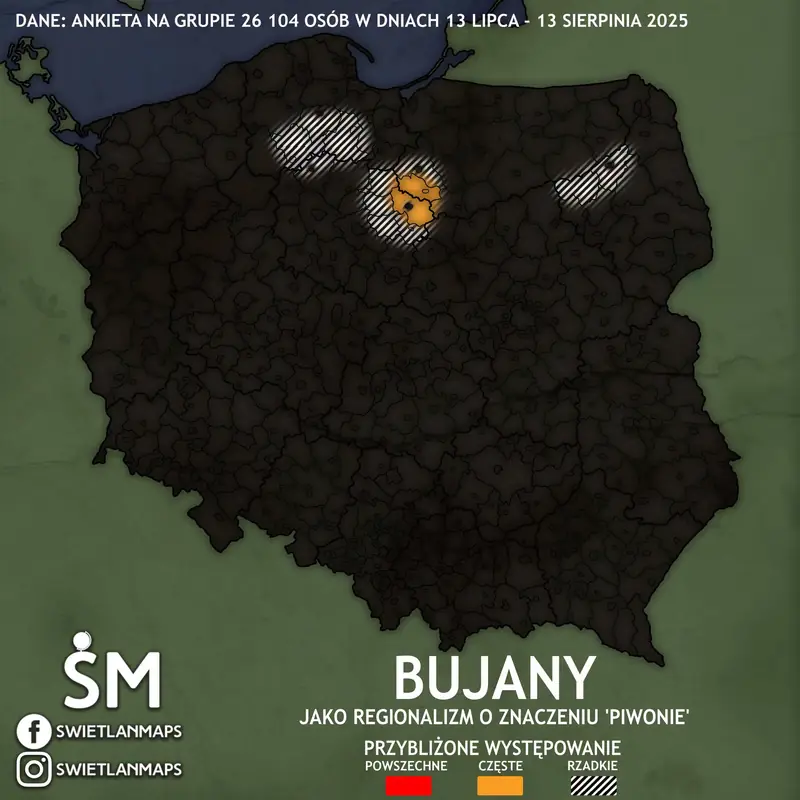 DANE: ANKIETA NA GRUPIE 26 104 OSÓB W DNIACH 13 LIPCA - 13 SIERPINIA 2025
ŚM
SWIETLANMAPS
SWIETLANMAPS
BUJANY
JAKO REGIONALIZM O ZNACZENIU 'PIWONIE'
PRZYBLIŻONE WYSTĘPOWANIE
POWSZECHNE CZĘSTE RZADKIE